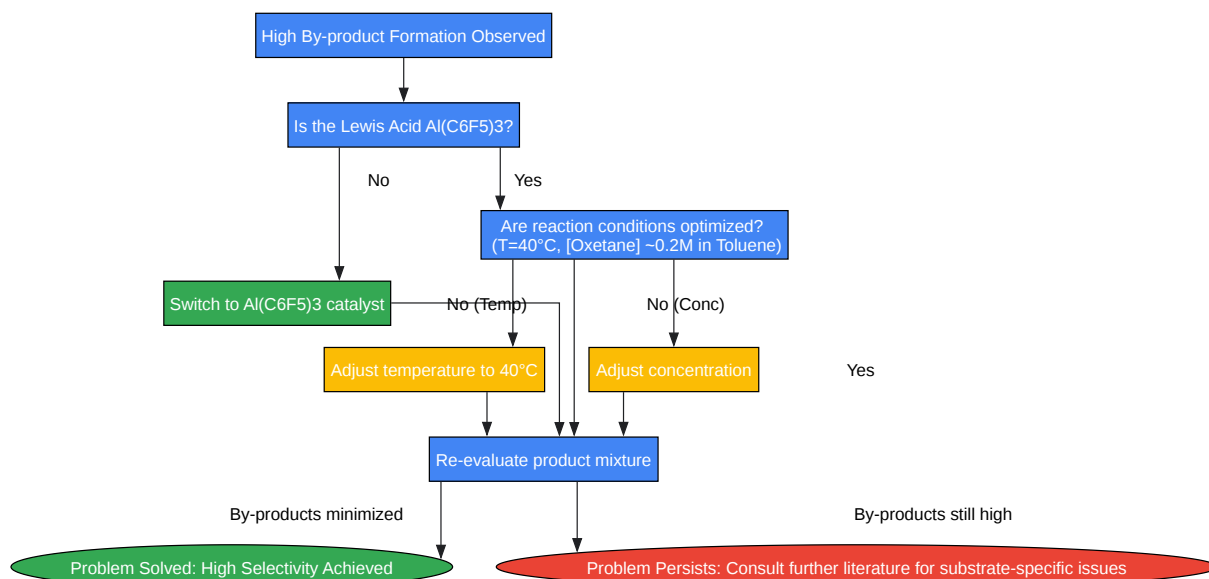 High By-product Formation Observed
Is the Lewis Acid Al(C6F5)3?
No
Yes
Are reaction conditions optimized?
(T=40°C, [Oxetane] ~0.2M in Toluene)
Switch to Al(C6F5)3 catalyst
No (Temp)
No (Conc)
Adjust temperature to 40°C
Adjust concentration
Yes
Re-evaluate product mixture
By-products minimized
By-products still high
Problem Solved: High Selectivity Achieved
Problem Persists: Consult further literature for substrate-specific issues